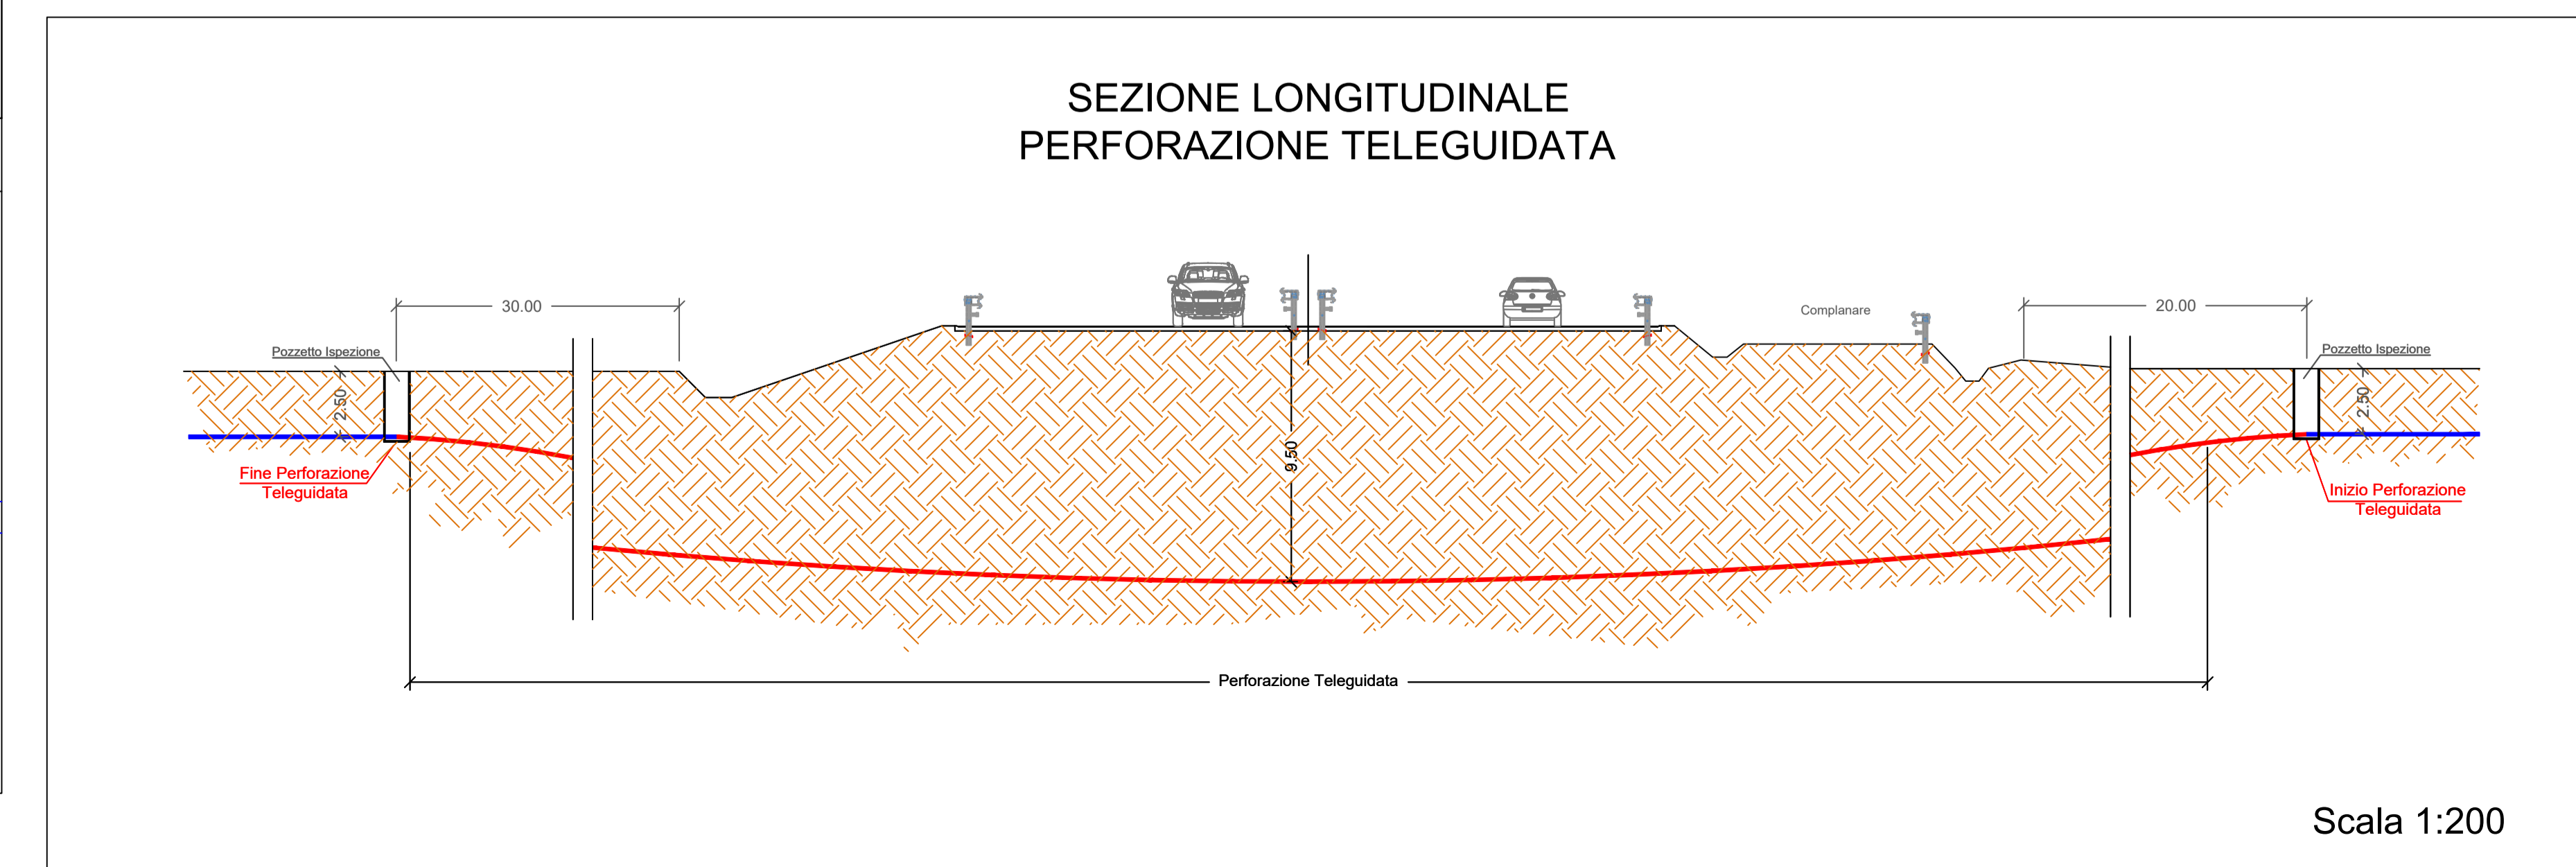 SEZIONE LONGITUDINALE
PERFORAZIONE TELEGUIDATA
30.00
20.00
Complanare
Pozzetto Ispezione
Pozzetto Ispezione
2.50
2.50
9.50
Fine Perforazione
Teleguidata
Inizio Perforazione
Teleguidata
Perforazione Teleguidata
Scala 1:200